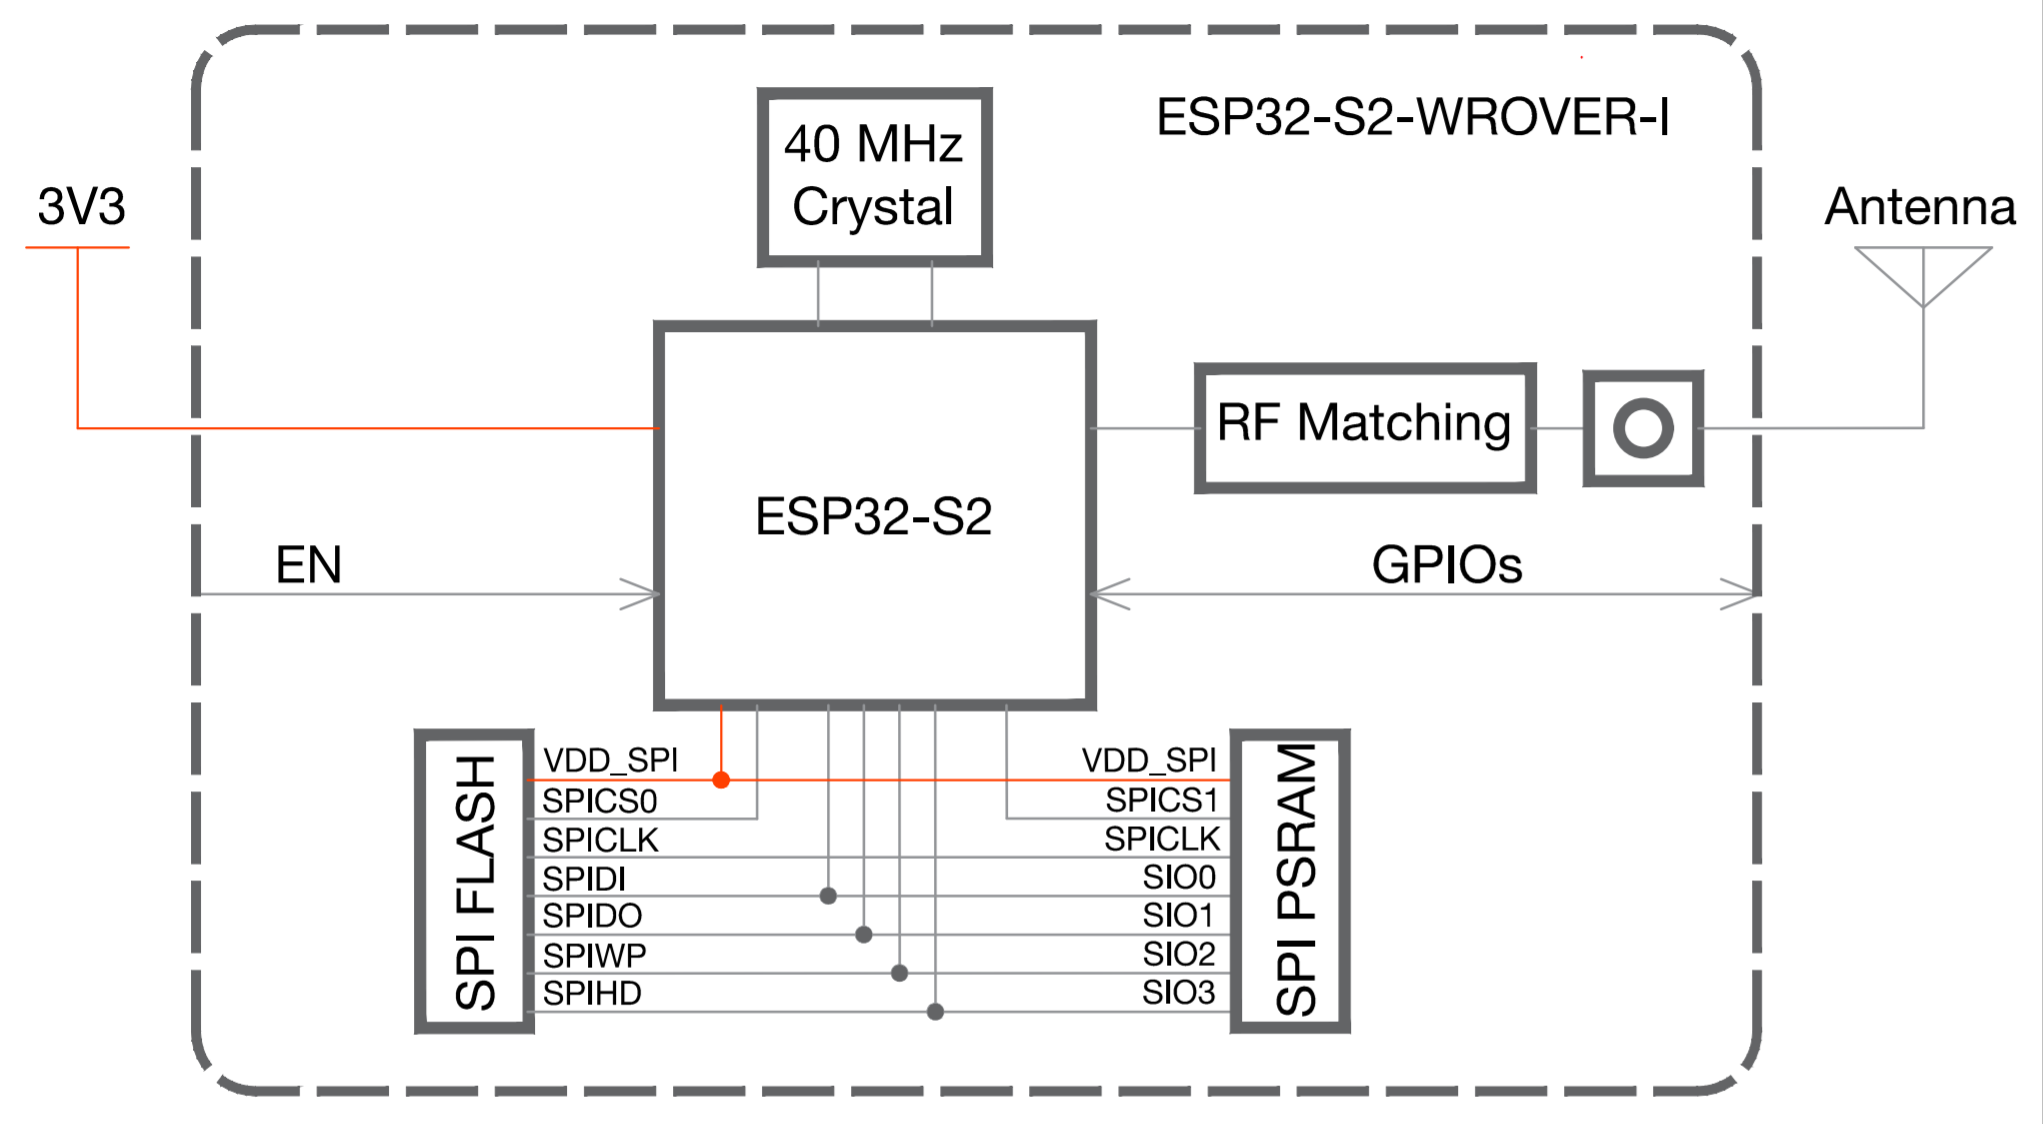 ESP32-S2-WROVER-I
40 MHz
Crystal
3V3
Antenna
RF Matching
ESP32-S2
EN
GPIOs
SPI FLASH
VDD_SPI
SPICS0
SPICLK
SPIDI
SPIDO
SPIWP
SPIHD
VDD_SPI
SPICS1
SPICLK
SIO0
SIO1
SIO2
SIO3
SPI PSRAM